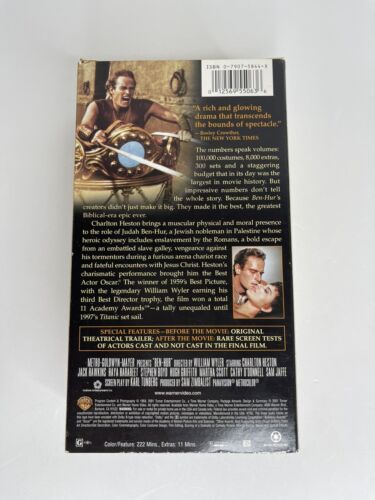 ISBN 0-7907-5844-X
0 12569 55063 6
"A rich and glowing
drama that transcends
the bounds of spectacle."
– Bosley Crowther,
THE NEW YORK TIMES
The numbers speak volumes:
100,000 costumes, 8,000 extras,
300 sets and a staggering
budget that in its day was the
largest in movie history. But
impressive numbers don't tell
the whole story. Because Ben-Hur's
creators didn't just make it big. They made it the best, the greatest
Biblical-era epic ever.
Charlton Heston brings a muscular physical and moral presence
to the role of Judah Ben-Hur, a Jewish nobleman in Palestine whose
heroic odyssey includes enslavement by the Romans, a bold escape
from an embattled slave galley, vengeance against
his tormentors during a furious arena chariot race
and fateful encounters with Jesus Christ. Heston's
charismatic performance brought him the Best
Actor Oscar. The winner of 1959's Best Picture,
with the legendary William Wyler earning his
third Best Director trophy, the film won a total
11 Academy Awards — a tally unequaled until
1997's Titanic set sail.
SPECIAL FEATURES—BEFORE THE MOVIE: ORIGINAL
THEATRICAL TRAILER; AFTER THE MOVIE: RARE SCREEN TESTS
OF ACTORS CAST AND NOT CAST IN THE FINAL FILM.
METRO-GOLDWYN-MAYER PRESENTS "BEN-HUR" DIRECTED BY WILLIAM WYLER STARRING CHARLTON HESTON
JACK HAWKINS HAYA HARAREET STEPHEN BOYD HUGH GRIFFITH MARTHA SCOTT CATHY O'DONNELL SAM JAFFE
SCREEN PLAY BY KARL TUNBERG PRODUCED BY SAM ZIMBALIST PANAVISION METROCOLOR
www.warnervideo.com
Color/Feature: 222 Mins., Extras: 11 Mins.